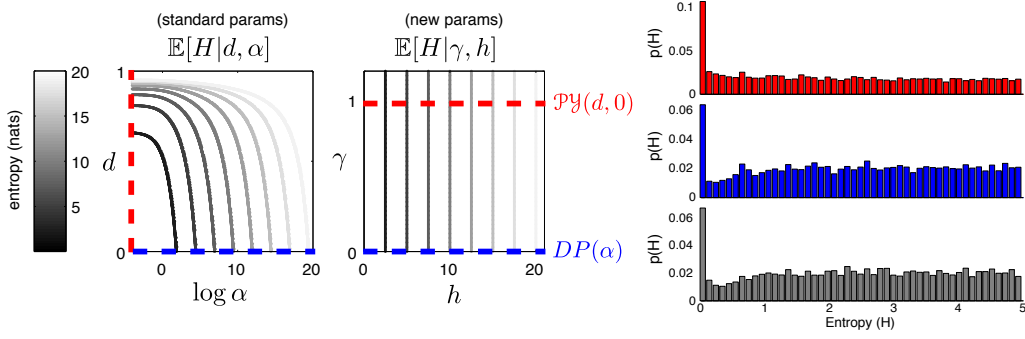 (standard params)
𝔼[H|d, α]
entropy (nats)
20
15
10
5
1
d
0
0
10
20
log α
(new params)
𝔼[H|γ, h]
1
γ
0
0
5
10
15
20
h
𝒫𝒴(d, 0)
DP(α)
0.1
0.05
0
p(H)
0.06
0.04
0.02
0
p(H)
0.06
0.04
0.02
0
p(H)
0
1
2
3
4
5
Entropy (H)